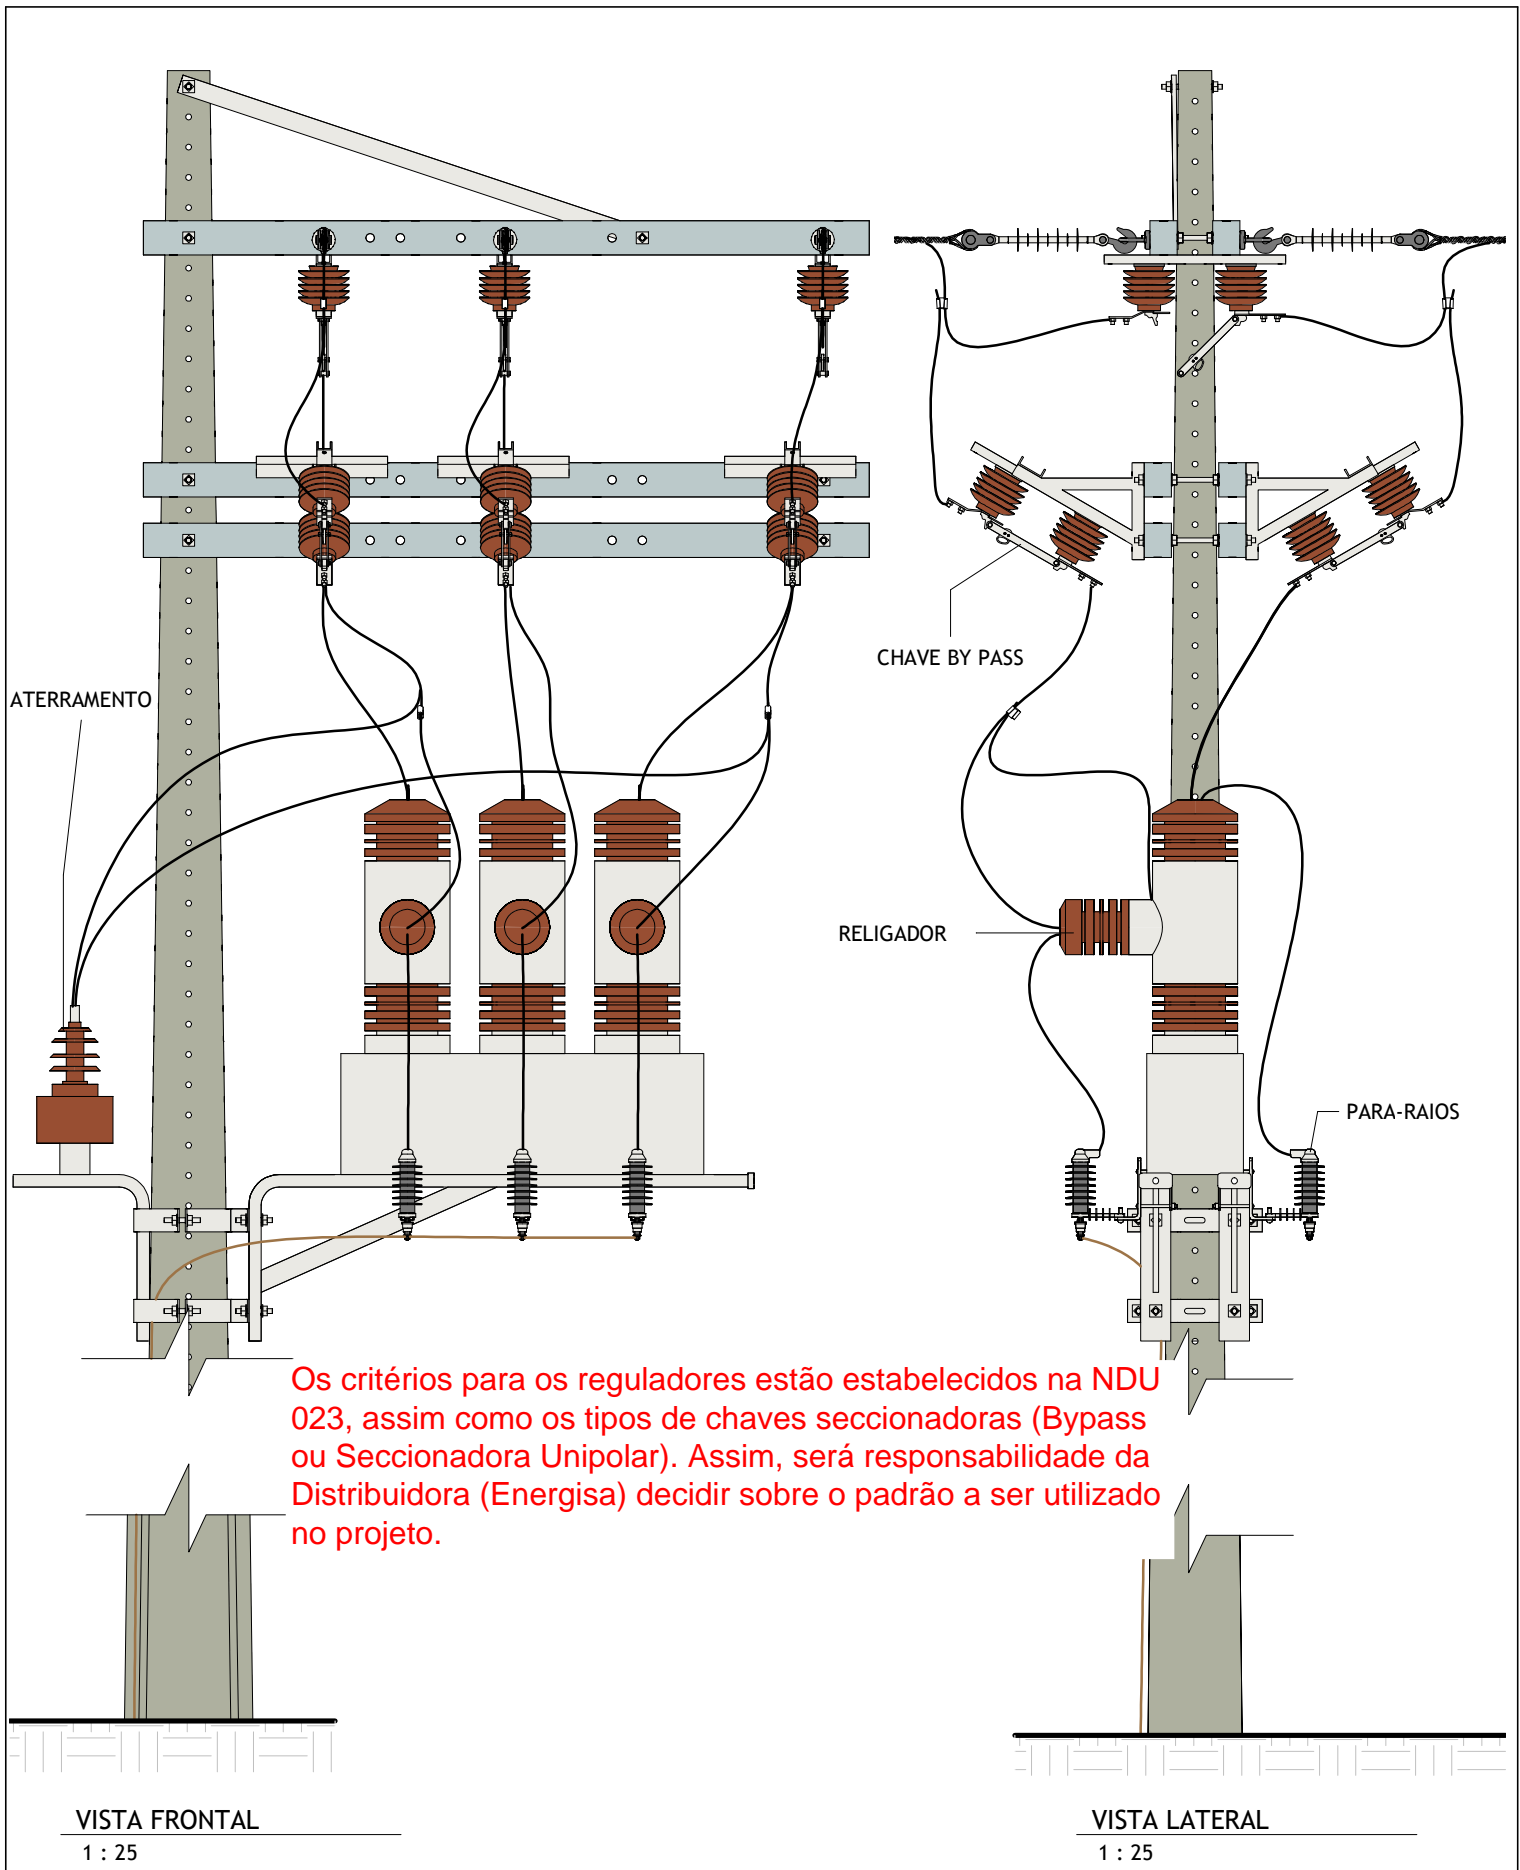 ATERRAMENTO
CHAVE BY PASS
RELIGADOR
PARA-RAIOS
Os critérios para os reguladores estão estabelecidos na NDU
023, assim como os tipos de chaves seccionadoras (Bypass
ou Seccionadora Unipolar). Assim, será responsabilidade da
Distribuidora (Energisa) decidir sobre o padrão a ser utilizado
no projeto.
VISTA FRONTAL
1 : 25
VISTA LATERAL
1 : 25